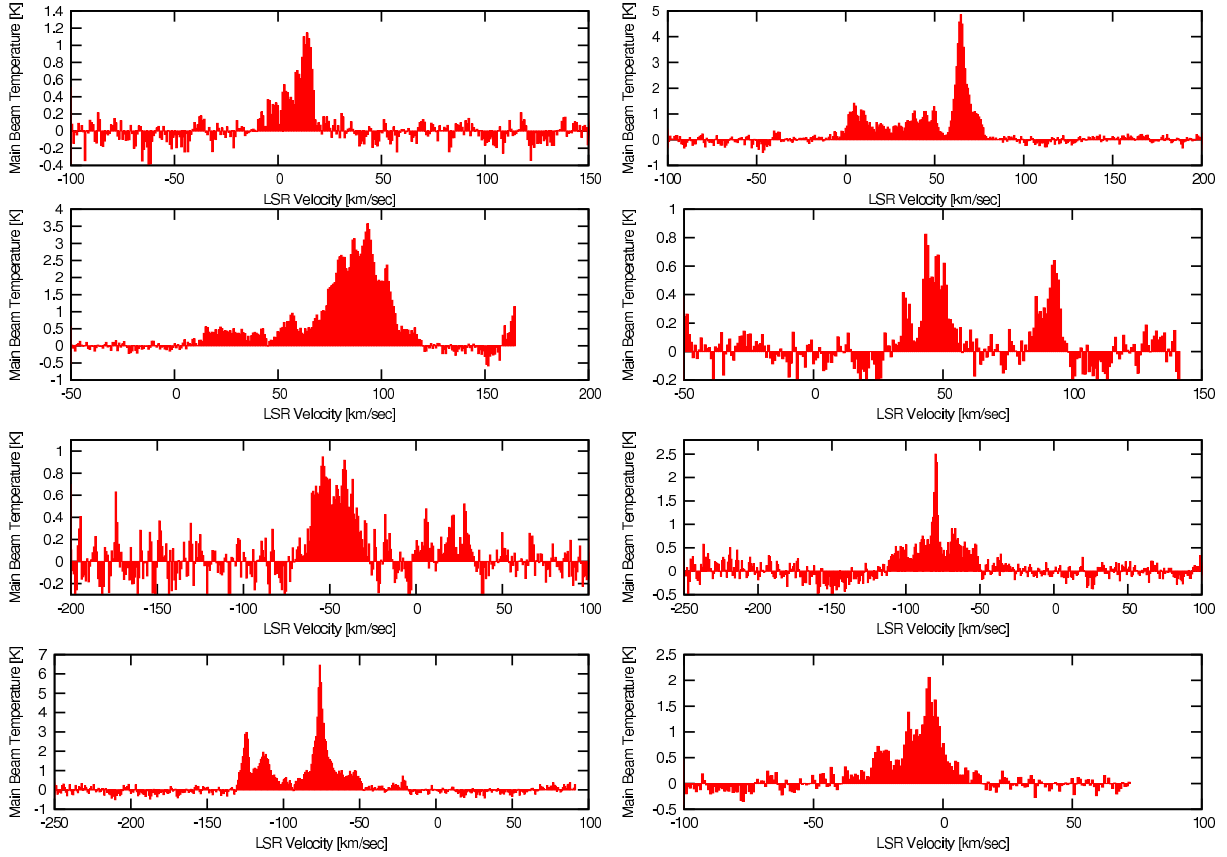 Main Beam Temperature [K]
1.4
1.2
1
0.8
0.6
0.4
0.2
0
-0.2
-0.4
-100 -50 0 50 100 150
LSR Velocity [km/sec]
Main Beam Temperature [K]
5
4
3
2
1
0
-1
-100 -50 0 50 100 150 200
LSR Velocity [km/sec]
Main Beam Temperature [K]
4
3.5
3
2.5
2
1.5
1
0.5
0
-0.5
-1
-50 0 50 100 150 200
LSR Velocity [km/sec]
Main Beam Temperature [K]
1
0.8
0.6
0.4
0.2
0
-0.2
-50 0 50 100 150
LSR Velocity [km/sec]
Main Beam Temperature [K]
1
0.8
0.6
0.4
0.2
0
-0.2
-200 -150 -100 -50 0 50 100
LSR Velocity [km/sec]
Main Beam Temperature [K]
2.5
2
1.5
1
0.5
0
-0.5
-250 -200 -150 -100 -50 0 50 100
LSR Velocity [km/sec]
Main Beam Temperature [K]
7
6
5
4
3
2
1
0
-1
-250 -200 -150 -100 -50 0 50 100
LSR Velocity [km/sec]
Main Beam Temperature [K]
2.5
2
1.5
1
0.5
0
-0.5
-100 -50 0 50 100
LSR Velocity [km/sec]